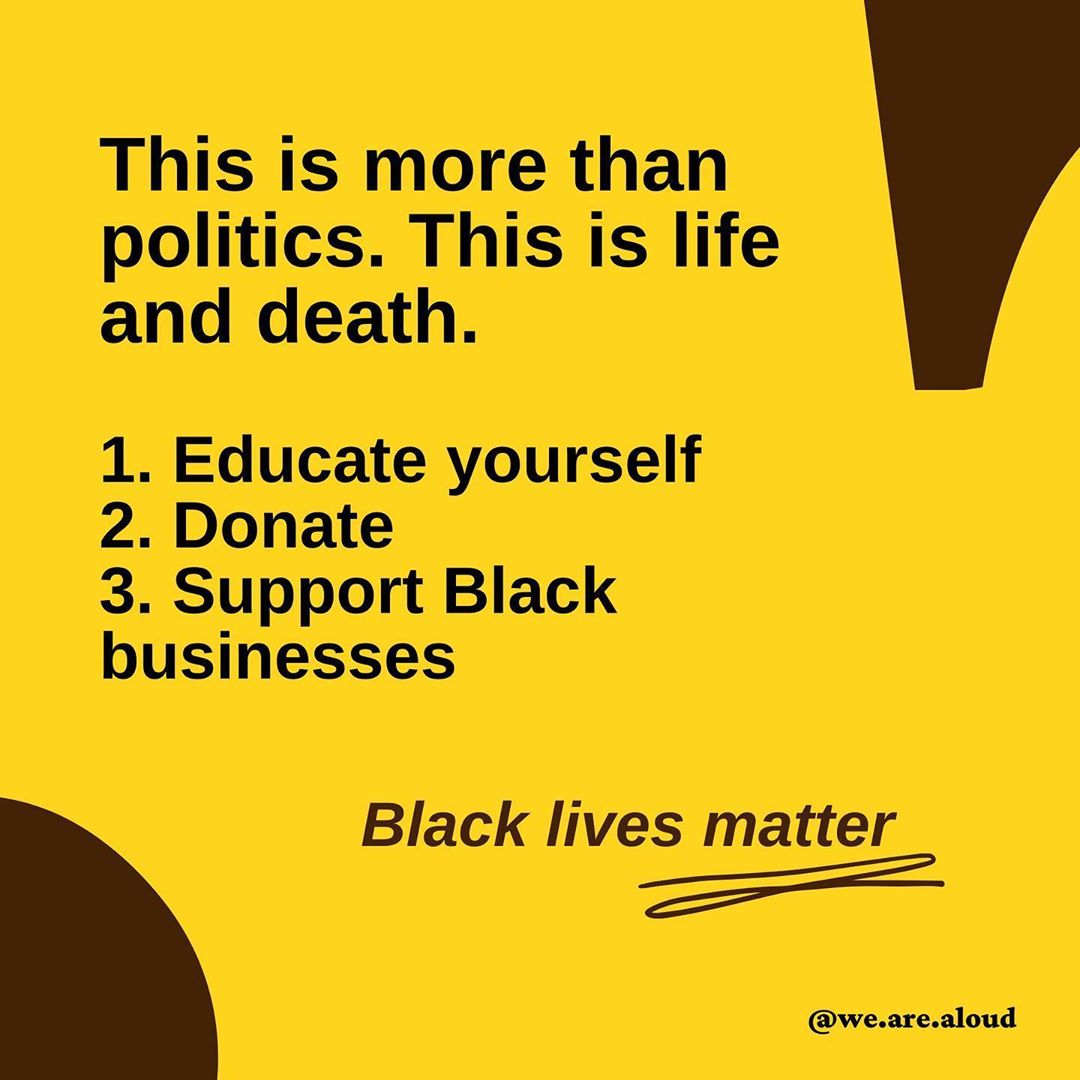 This is more than
politics. This is life
and death.
1. Educate yourself
2. Donate
3. Support Black
businesses
Black lives matter
@we.are.aloud